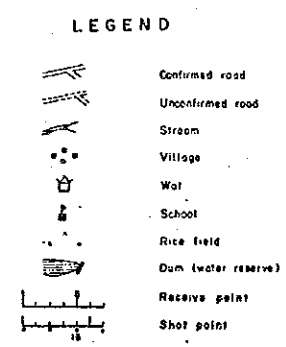 LEGEND
Confirmed road
Unconfirmed road
Stream
Village
Wat
School
Rice field
Dum (water reserve)
Receive point
Shot point